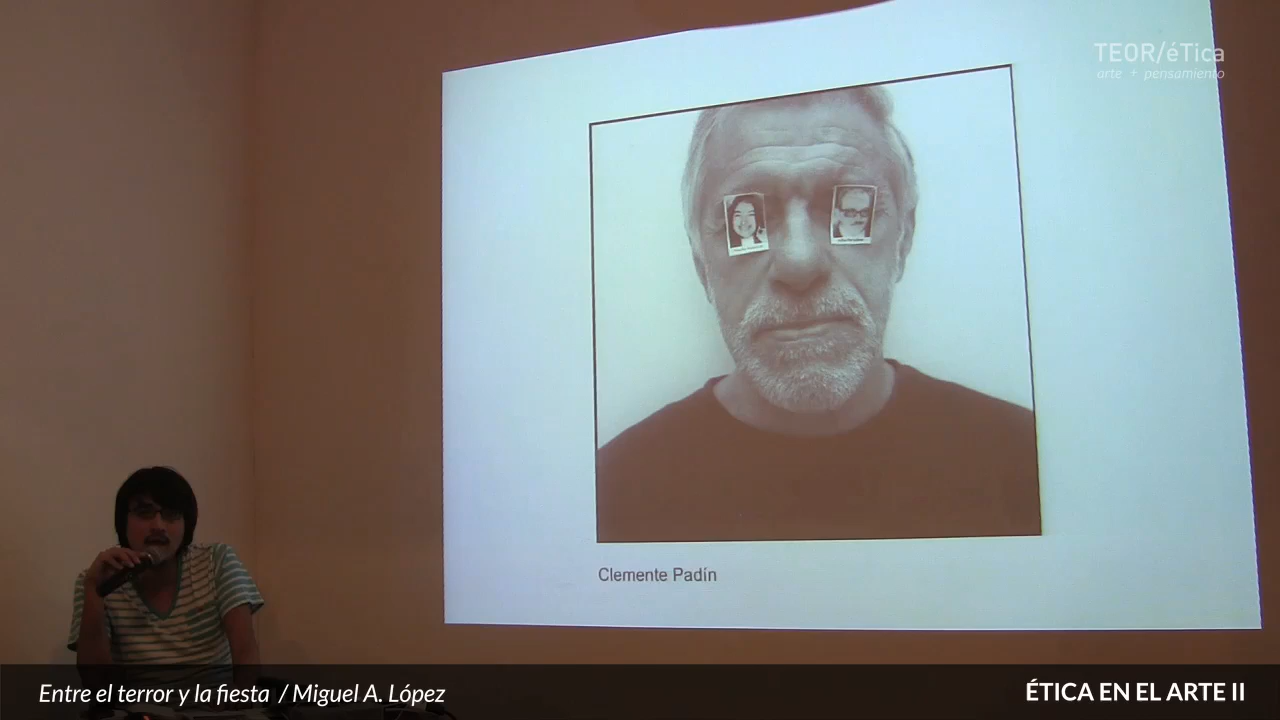 TEOR/éTica
arte + pensamiento
Clemente Padín
Entre el terror y la fiesta / Miguel A. López
ÉTICA EN EL ARTE II